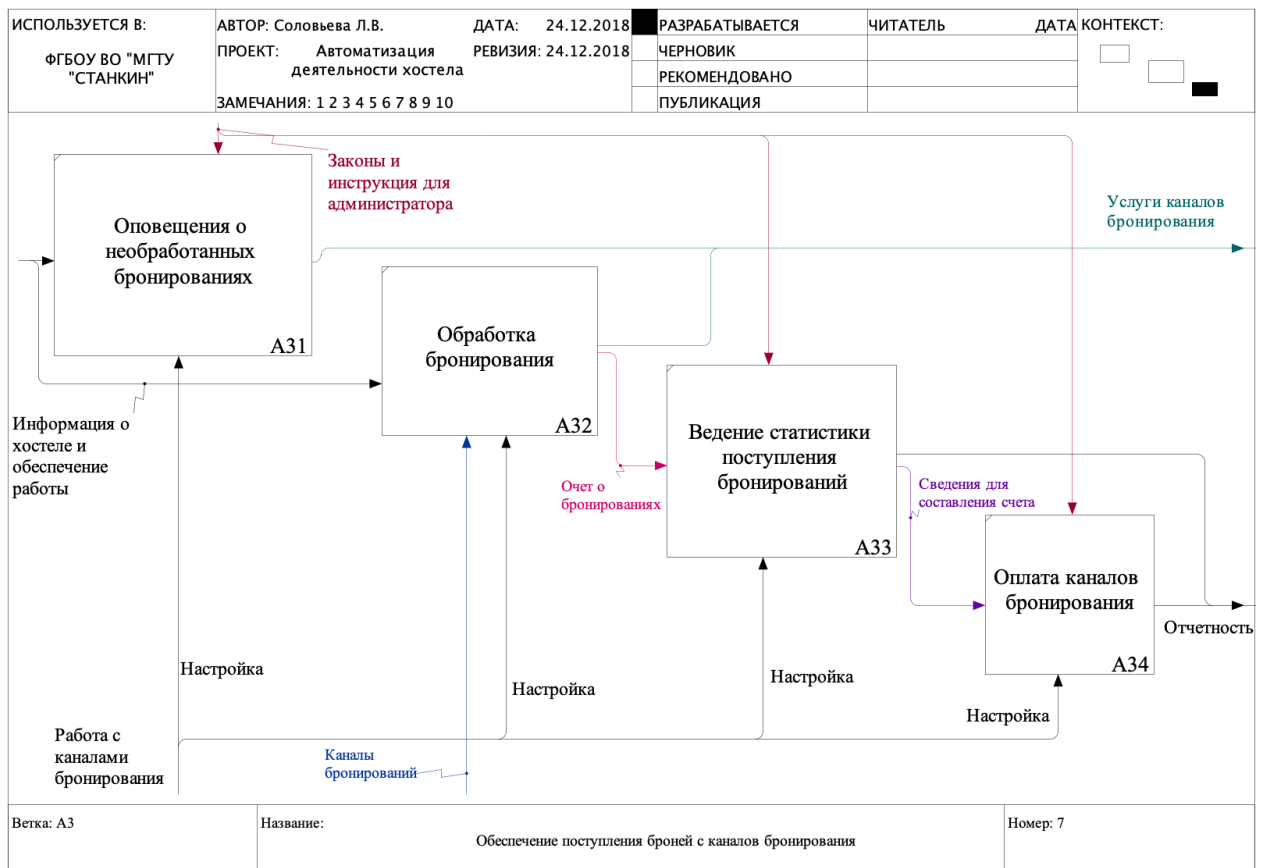 ИСПОЛЬЗУЕТСЯ В:
ФГБОУ ВО "МГТУ
"СТАНКИН"
АВТОР: Соловьева Л.В.
ДАТА: 24.12.2018
ПРОЕКТ: Автоматизация
деятельности хостела
РЕВИЗИЯ: 24.12.2018
ЗАМЕЧАНИЯ: 1 2 3 4 5 6 7 8 9 10
РАЗРАБАТЫВАЕТСЯ
ЧЕРНОВИК
РЕКОМЕНДОВАНО
ПУБЛИКАЦИЯ
ЧИТАТЕЛЬ
ДАТА
КОНТЕКСТ:
Законы и
инструкция для
администратора
Оповещения о
необработанных
бронированиях
A31
Услуги каналов
бронирования
Обработка
бронирования
A32
Информация о
хостеле и
обеспечение
работы
Очет о
бронированиях
Ведение статистики
поступления
бронирований
A33
Сведения для
составления счета
Оплата каналов
бронирования
A34
Отчетность
Настройка
Настройка
Настройка
Настройка
Работа с
каналами
бронирования
Каналы
бронирований
Ветка: A3
Название:
Обеспечение поступления броней с каналов бронирования
Номер: 7